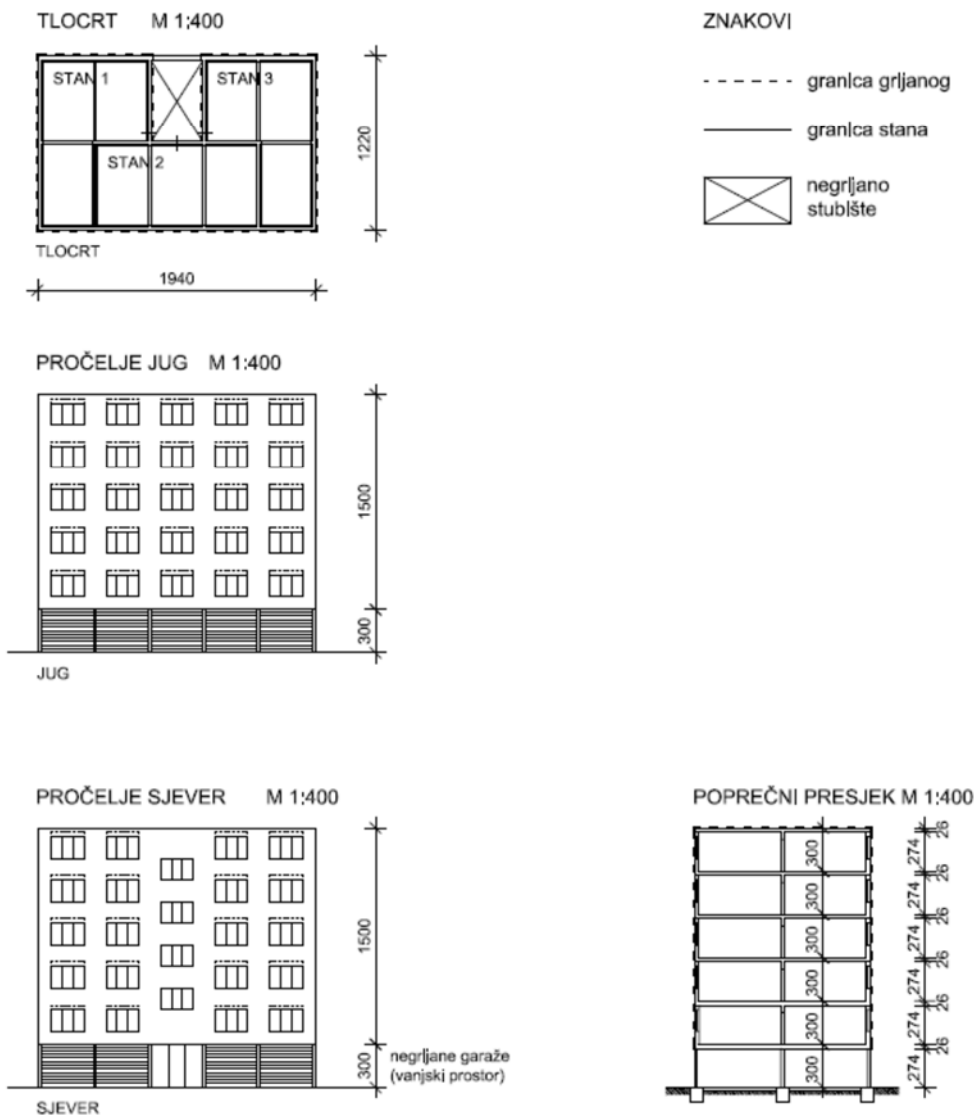 TLOCRT M 1:400
STAN 1
STAN 3
STAN 2
1220
TLOCRT
1940
ZNAKOVI
granica grijanog
granica stana
negrijano
stubište
PROČELJE JUG M 1:400
1500
300
JUG
PROČELJE SJEVER M 1:400
1500
300
negrijane garaže
(vanjski prostor)
SJEVER
POPREČNI PRESJEK M 1:400
300
300
300
300
300
300
26
274
26
274
26
274
26
274
26
274
26
274